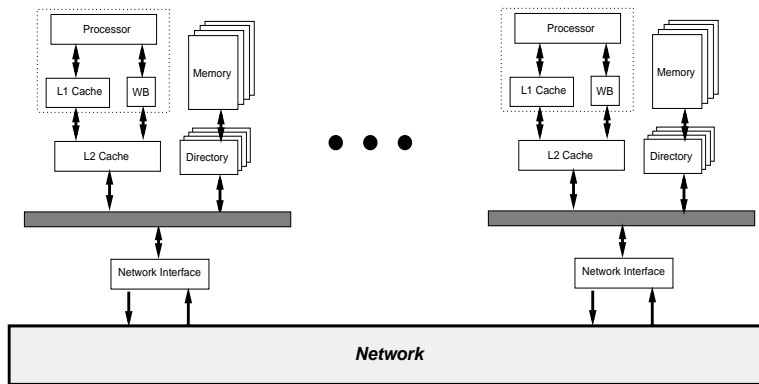 Processor
Memory
L1 Cache
WB
L2 Cache
Directory
Network Interface
Processor
Memory
L1 Cache
WB
L2 Cache
Directory
Network Interface
Network